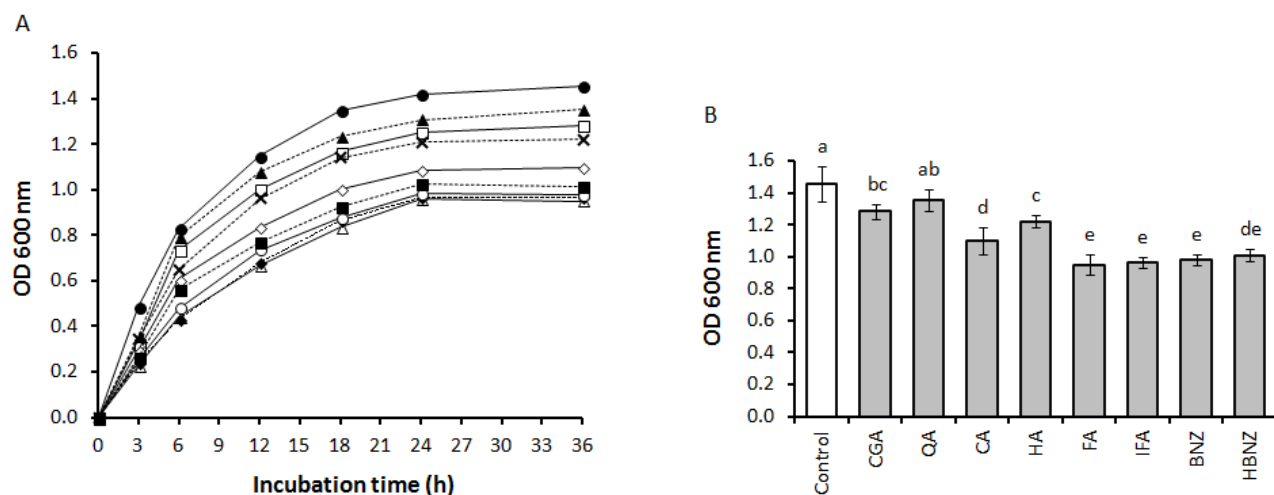 A
1.6
1.4
1.2
1.0
0.8
0.6
0.4
0.2
0.0
OD 600 nm
0 3 6 9 12 15 18 21 24 27 30 33 36
Incubation time (h)
B
1.6
1.4
1.2
1.0
0.8
0.6
0.4
0.2
0.0
OD 600 nm
a bc ab d c e e e de
Control CGA QA CA HA FA IFA BNZ HBNZ